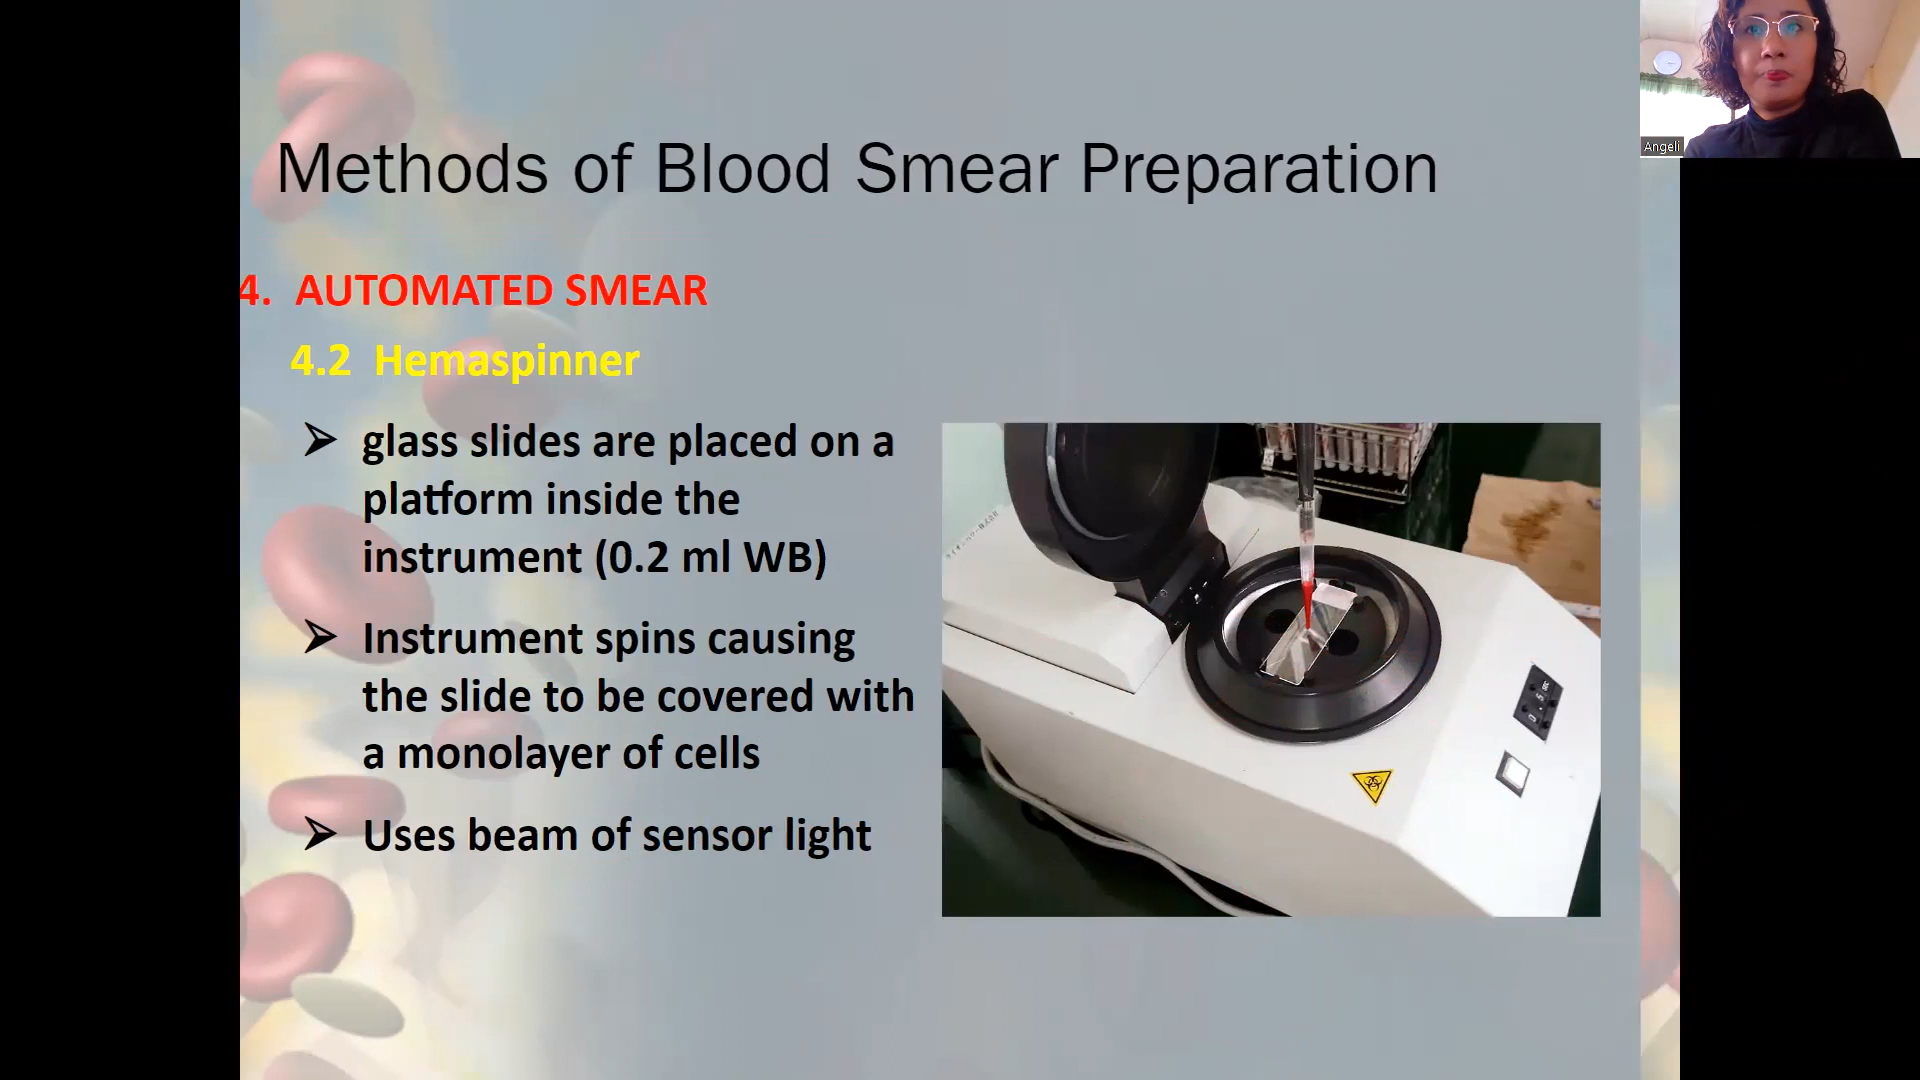 Methods of Blood Smear Preparation
4. AUTOMATED SMEAR
4.2 Hemaspinner
➢ glass slides are placed on a
platform inside the
instrument (0.2 ml WB)
➢ Instrument spins causing
the slide to be covered with
a monolayer of cells
➢ Uses beam of sensor light
Angeli